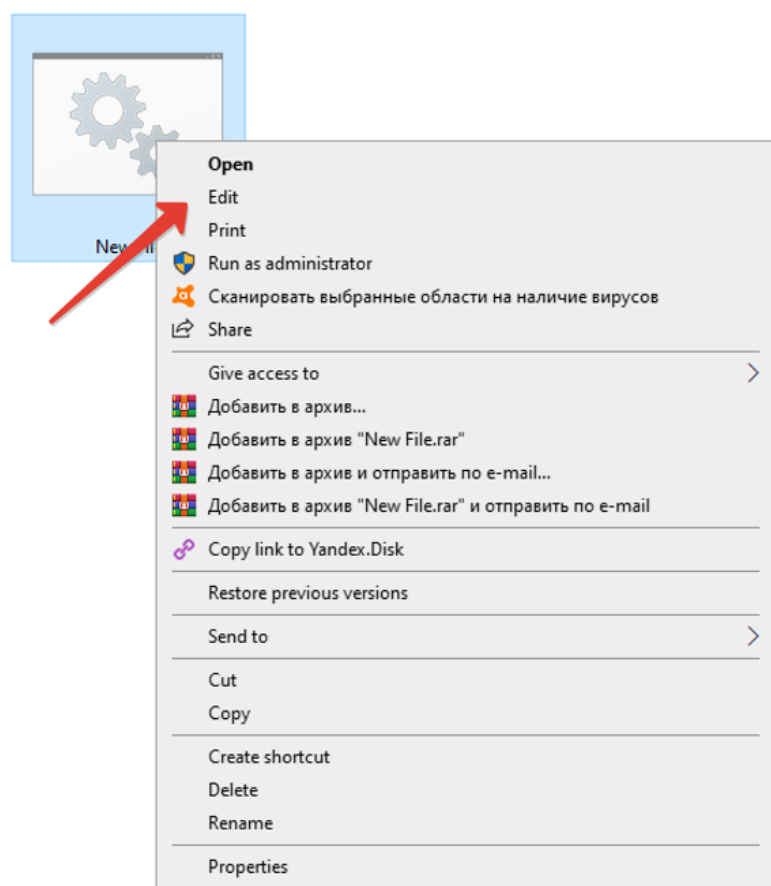 New
Open
Edit
Print
Run as administrator
Сканировать выбранные области на наличие вирусов
Share
Give access to
Добавить в архив...
Добавить в архив "New File.rar"
Добавить в архив и отправить по e-mail...
Добавить в архив "New File.rar" и отправить по e-mail
Copy link to Yandex.Disk
Restore previous versions
Send to
Cut
Copy
Create shortcut
Delete
Rename
Properties